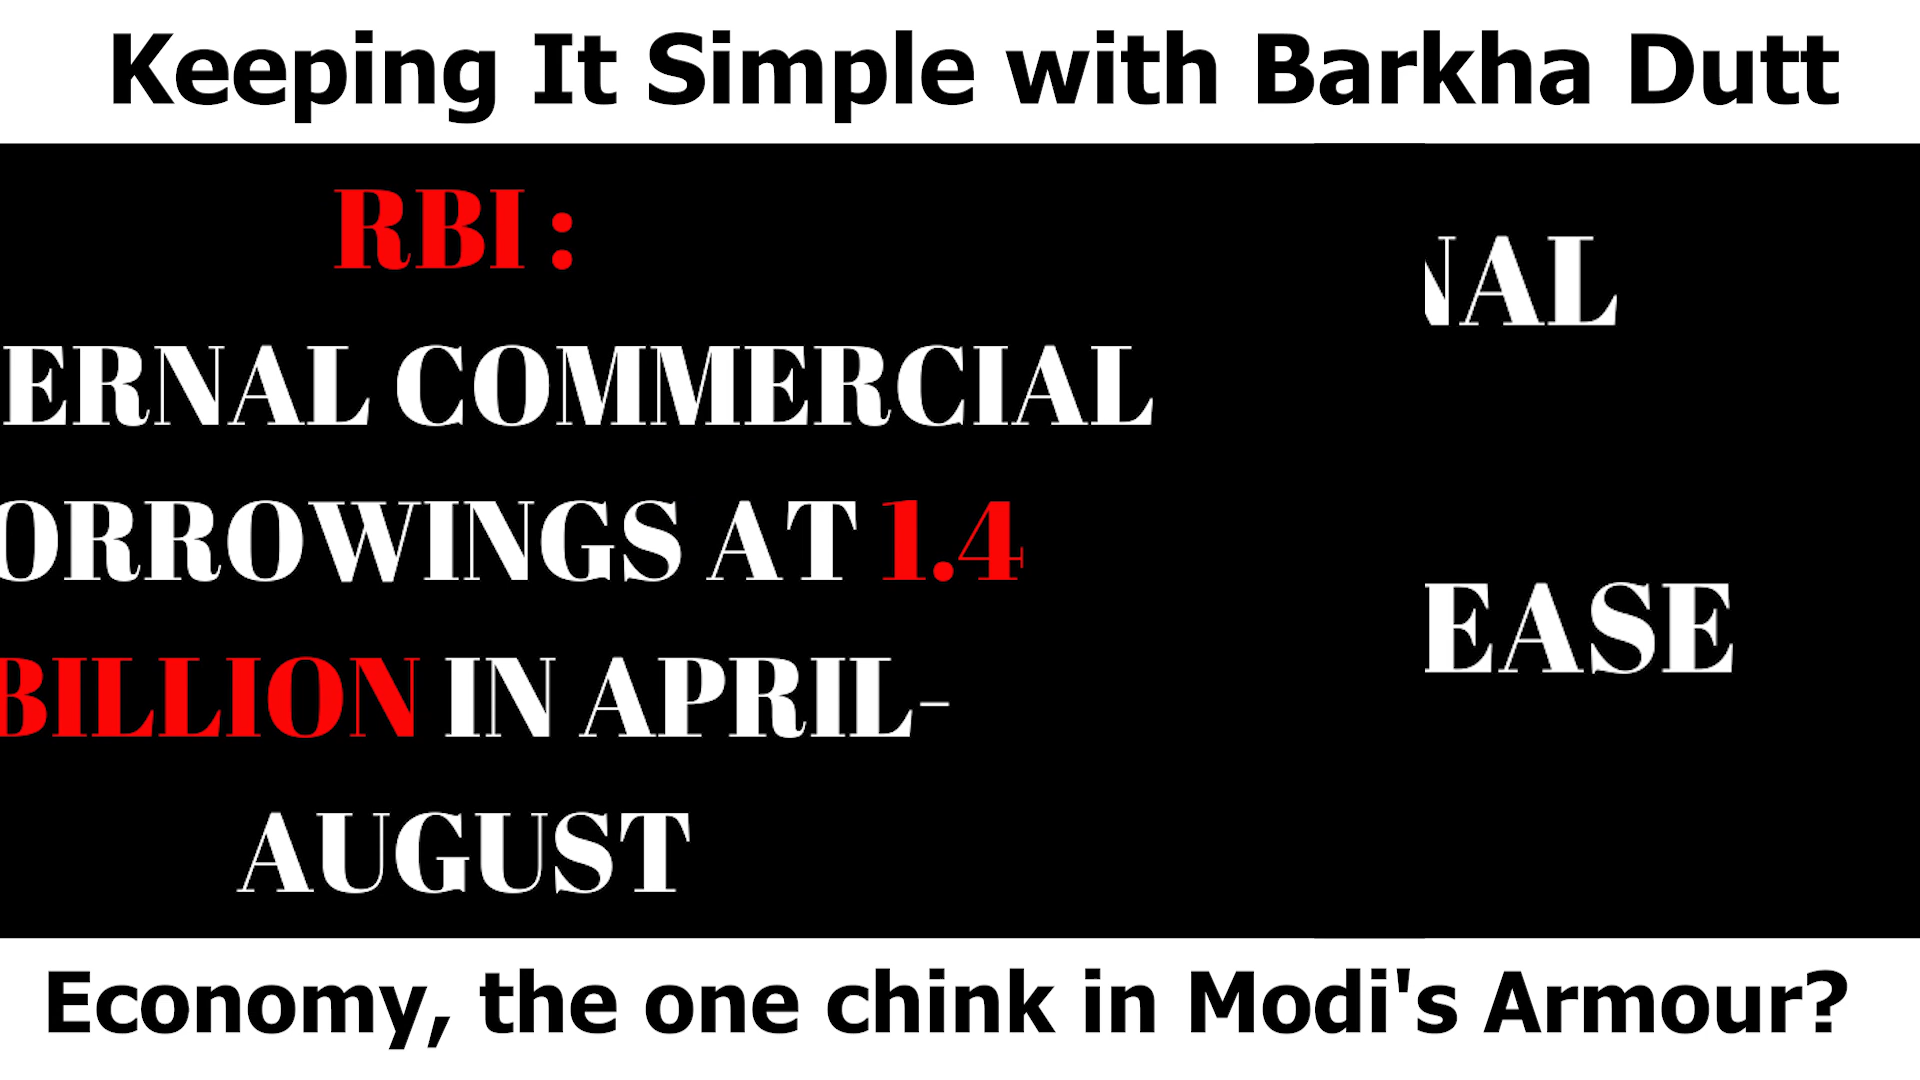 Keeping It Simple with Barkha Dutt
RBI :
ERNAL COMMERCIAL
ORROWINGS AT 1.4
BILLION IN APRIL-
AUGUST
NAL
EASE
Economy, the one chink in Modi's Armour?